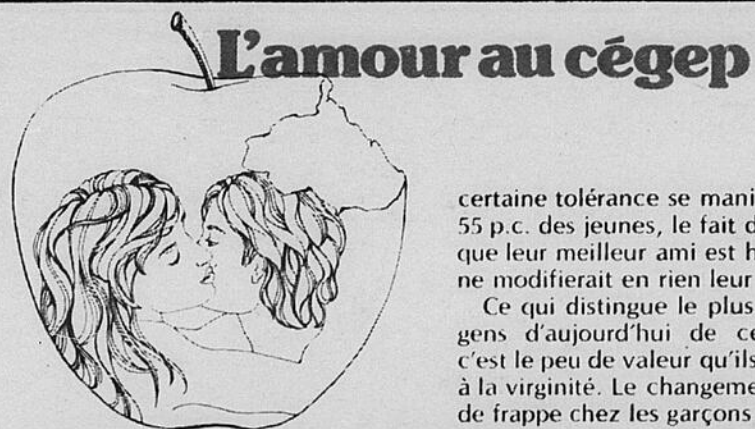 L'amour au cégep
certaine tolérance se mani
55 p.c. des jeunes, le fait d
que leur meilleur ami est h
ne modifierait en rien leur
Ce qui distingue le plus
gens d'aujourd'hui de ce
c'est le peu de valeur qu'ils
à la virginité. Le changeme
de frappe chez les garçons